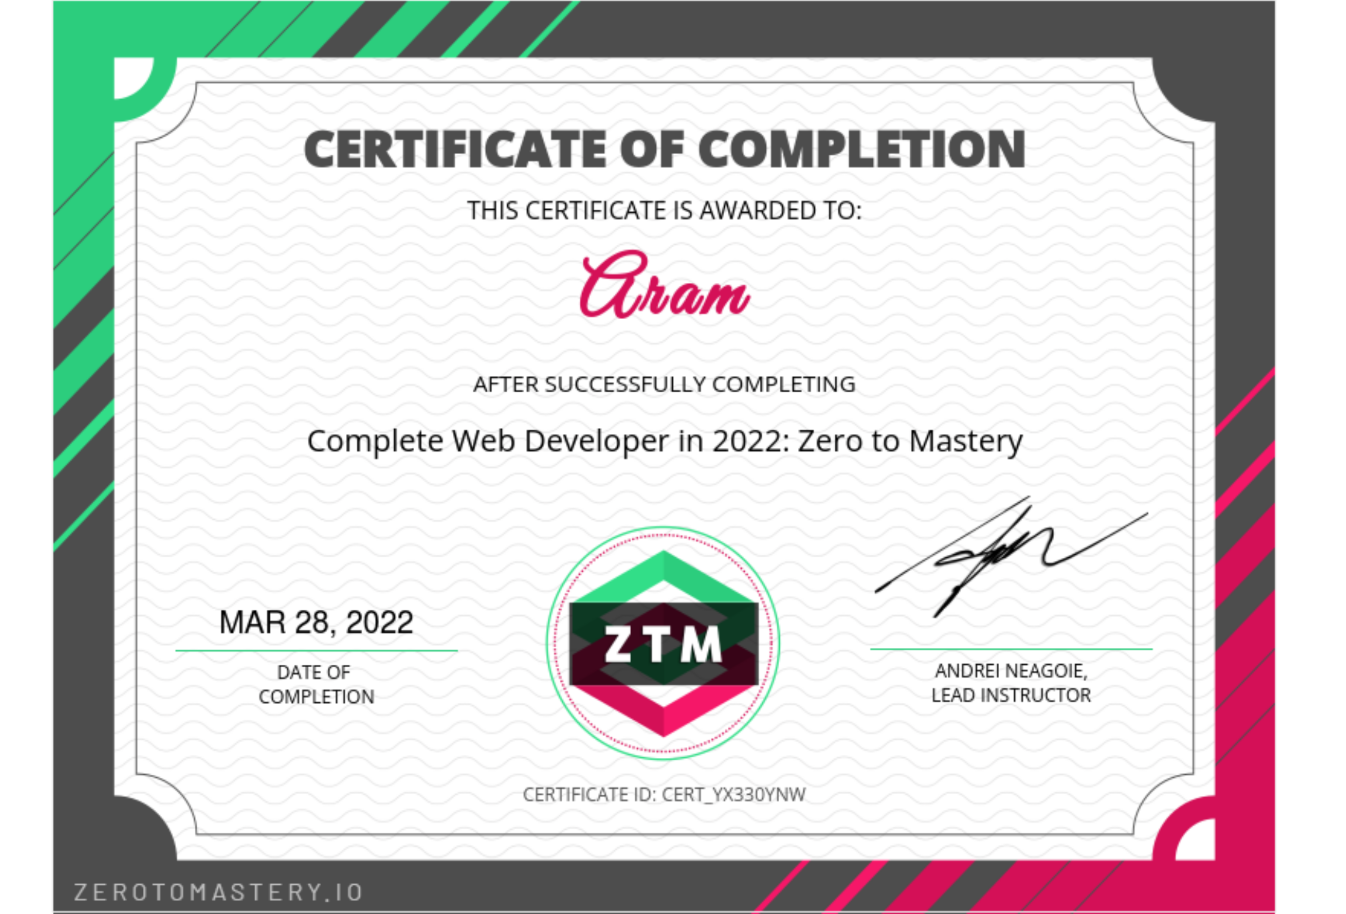 CERTIFICATE OF COMPLETION
THIS CERTIFICATE IS AWARDED TO:
Aram
AFTER SUCCESSFULLY COMPLETING
Complete Web Developer in 2022: Zero to Mastery
MAR 28, 2022
DATE OF
COMPLETION
ZTM
ANDREI NEAGOIE,
LEAD INSTRUCTOR
CERTIFICATE ID: CERT_YX330YNW
ZEROTOMASTERY.IO